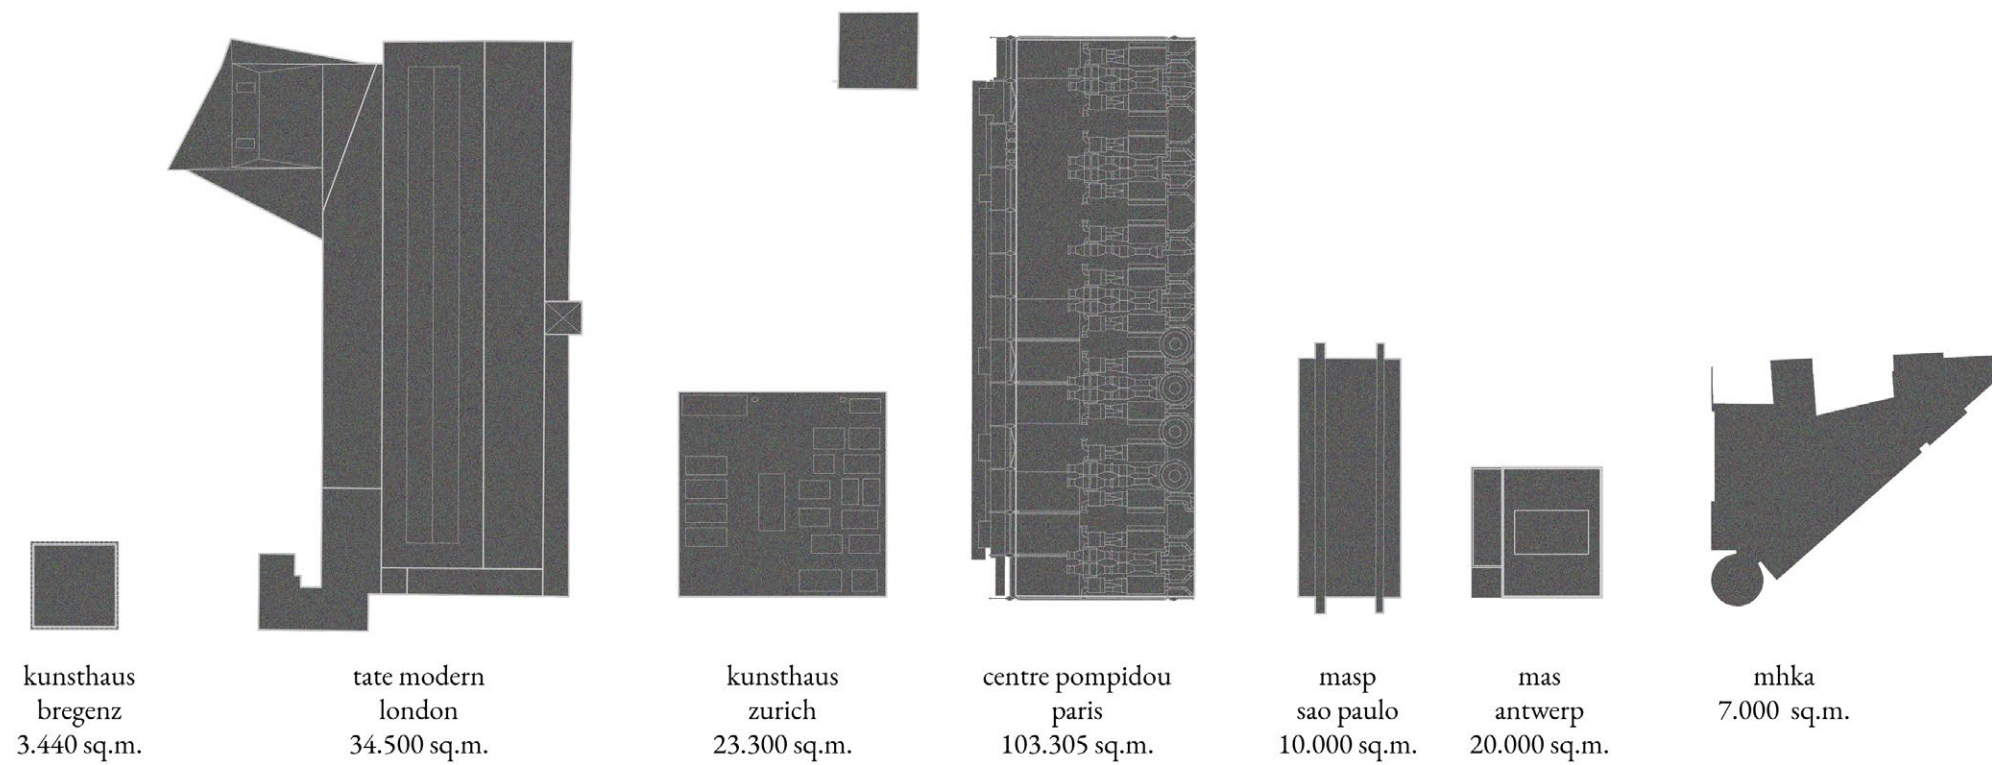 kunsthaus
bregenz
3.440 sq.m.
tate modern
london
34.500 sq.m.
kunsthaus
zurich
23.300 sq.m.
centre pompidou
paris
103.305 sq.m.
masp
sao paulo
10.000 sq.m.
mas
antwerp
20.000 sq.m.
mhka
7.000 sq.m.